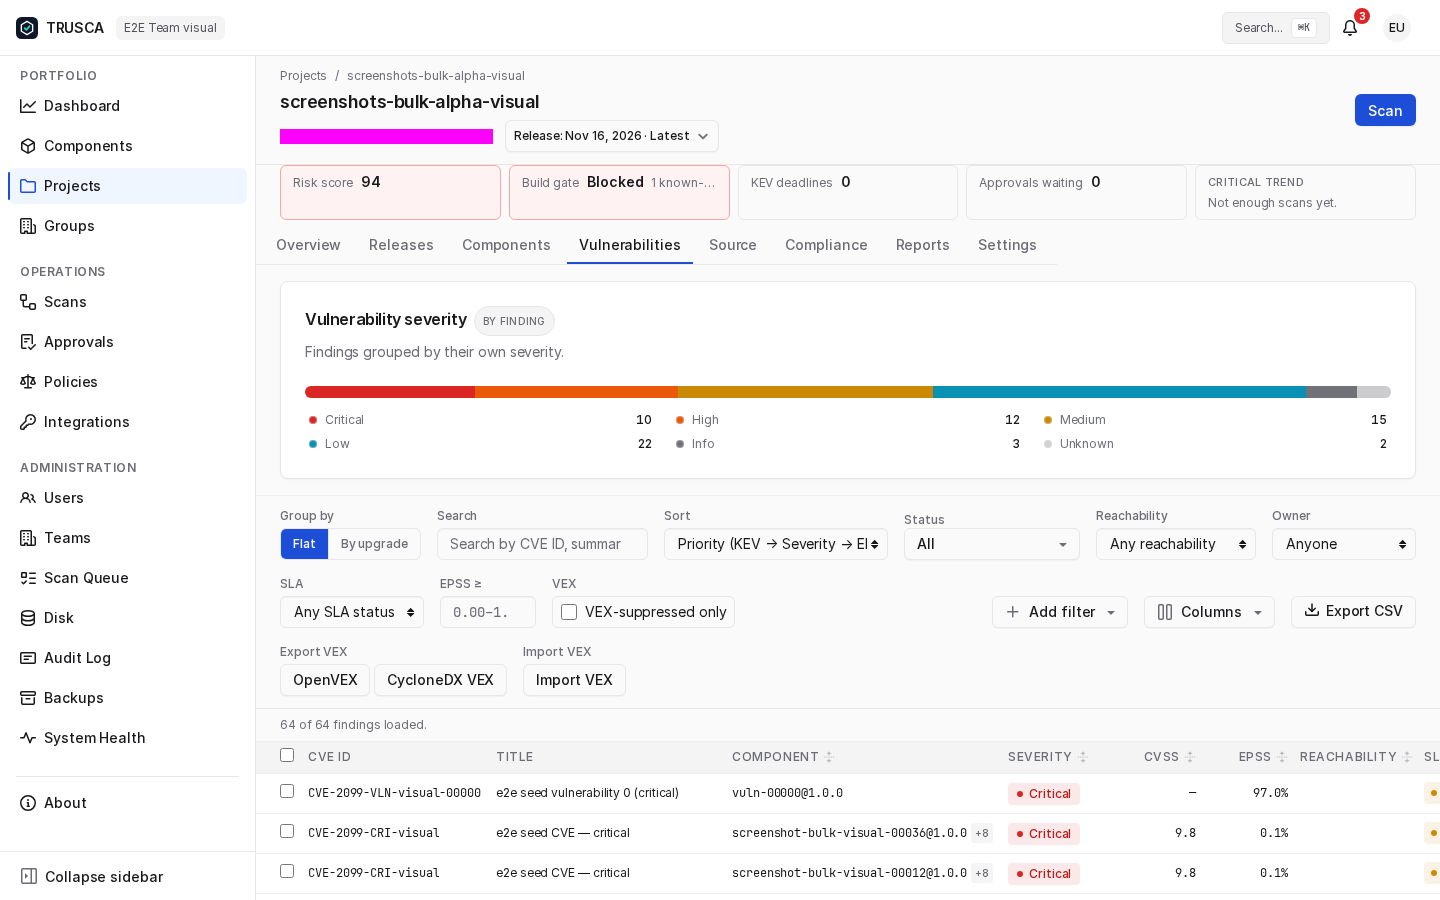 TRUSCA E2E Team visual Search... ⌘K 3 EU
PORTFOLIO
Dashboard
Components
Projects
Groups
OPERATIONS
Scans
Approvals
Policies
Integrations
ADMINISTRATION
Users
Teams
Scan Queue
Disk
Audit Log
Backups
System Health
About
Collapse sidebar
Projects / screenshots-bulk-alpha-visual
screenshots-bulk-alpha-visual
Release: Nov 16, 2026 · Latest
Scan
Risk score 94
Build gate Blocked 1 known-...
KEV deadlines 0
Approvals waiting 0
CRITICAL TREND
Not enough scans yet.
Overview Releases Components Vulnerabilities Source Compliance Reports Settings
Vulnerability severity BY FINDING
Findings grouped by their own severity.
Critical 10 High 12 Medium 15
Low 22 Info 3 Unknown 2
Group by Search Sort Status Reachability Owner
Flat By upgrade Search by CVE ID, summar Priority (KEV → Severity → EI All Any reachability Anyone
SLA EPSS ≥ VEX
Any SLA status 0.00–1. VEX-suppressed only Add filter Columns Export CSV
Export VEX Import VEX
OpenVEX CycloneDX VEX Import VEX
64 of 64 findings loaded.
CVE ID TITLE COMPONENT SEVERITY CVSS EPSS REACHABILITY SL
CVE-2099-VLN-visual-00000 e2e seed vulnerability 0 (critical) vuln-00000@1.0.0 Critical — 97.0%
CVE-2099-CRI-visual e2e seed CVE — critical screenshot-bulk-visual-00036@1.0.0 +8 Critical 9.8 0.1%
CVE-2099-CRI-visual e2e seed CVE — critical screenshot-bulk-visual-00012@1.0.0 +8 Critical 9.8 0.1%